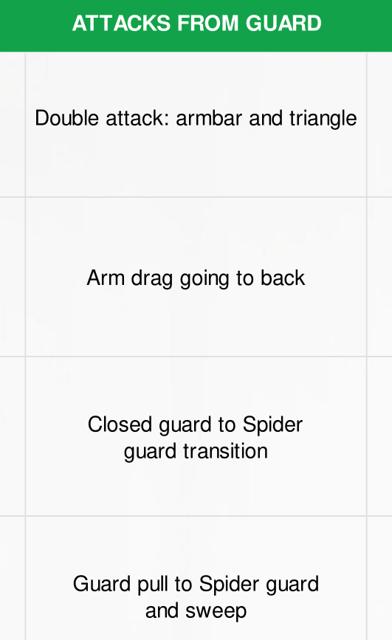 ATTACKS FROM GUARD
Double attack: armbar and triangle
Arm drag going to back
Closed guard to Spider
guard transition
Guard pull to Spider guard
and sweep